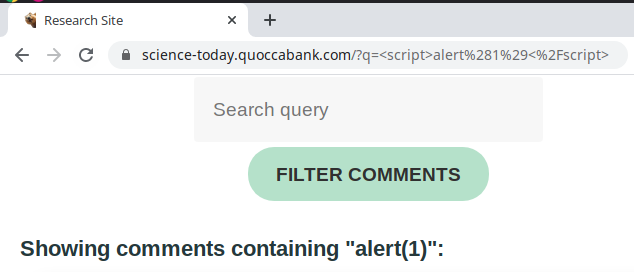 Research Site
science-today.quoccabank.com/?q=<script>alert%281%29<%2Fscript>
Search query
FILTER COMMENTS
Showing comments containing "alert(1)":